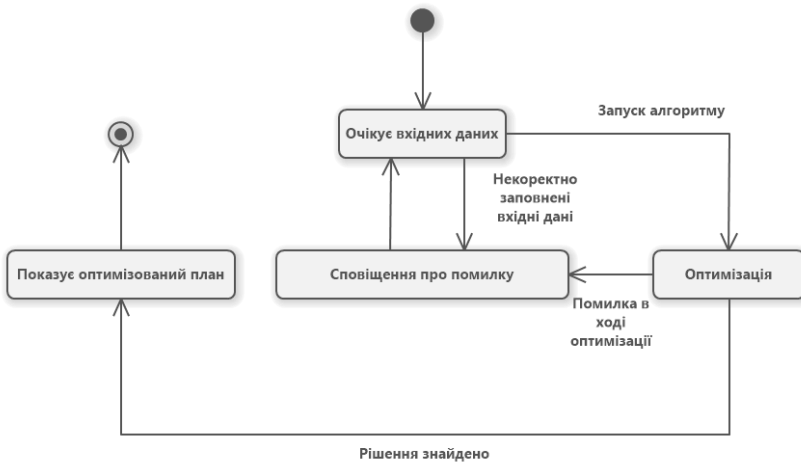 Запуск алгоритму
Очікує вхідних даних
Некоректно
заповнені
вхідні дані
Показує оптимізований план
Сповіщення про помилку
Оптимізація
Помилка в
ході
оптимізації
Рішення знайдено